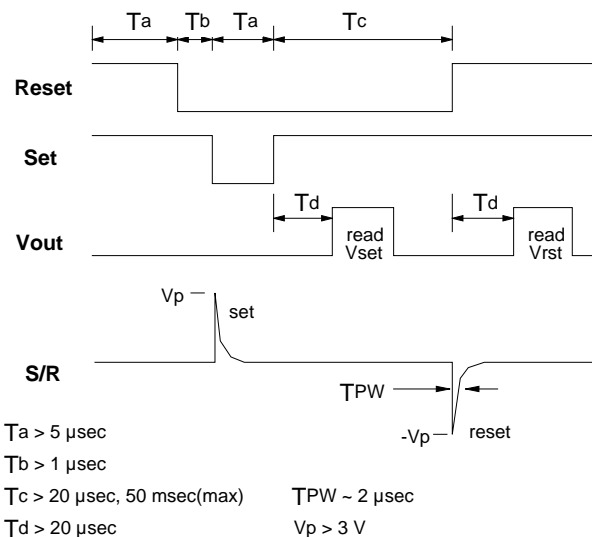 Ta Tb Ta Tc
Reset
Set
Td Td
Vout
read
Vset
read
Vrst
Vp
set
S/R
TPW
-Vp
reset
Ta > 5 µsec
Tb > 1 µsec
Tc > 20 µsec, 50 msec(max) TPW ~ 2 µsec
Td > 20 µsec Vp > 3 V